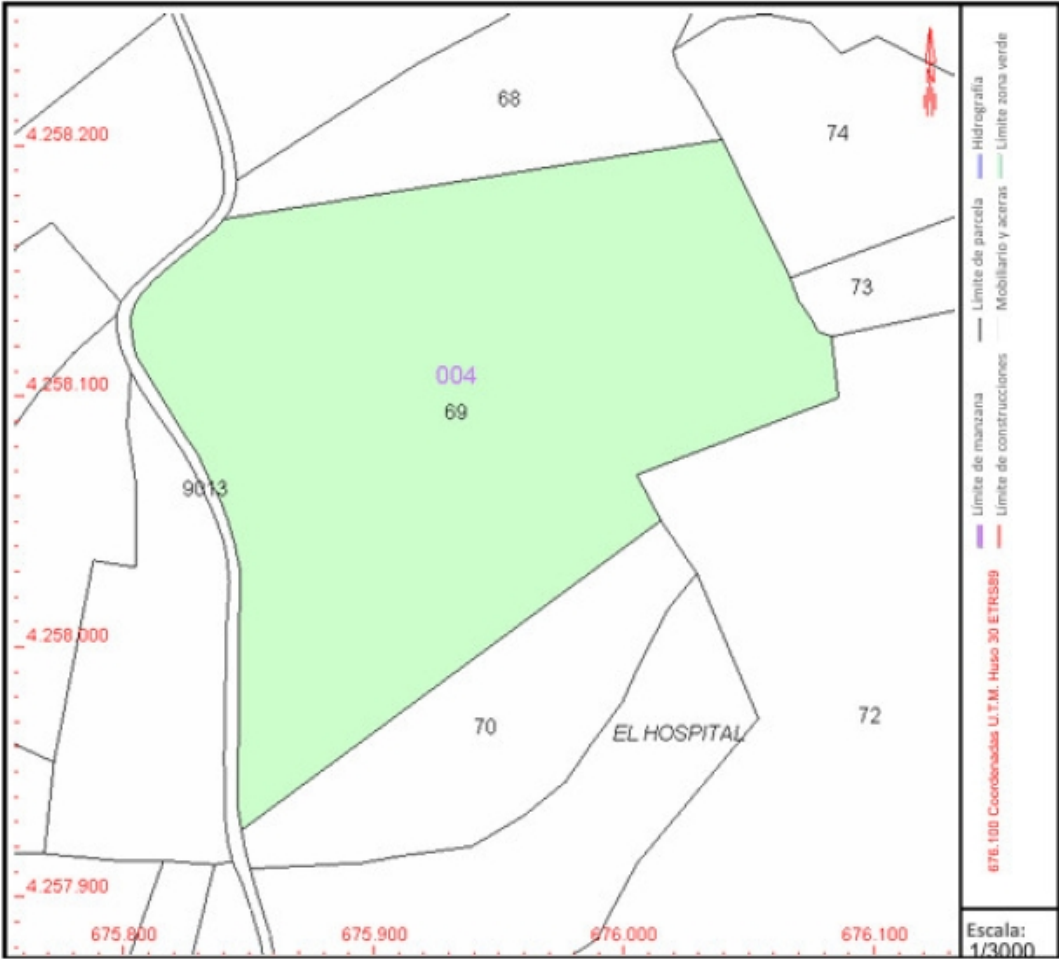 68
4.258.200
74
73
004
4.258.100
69
9013
4.258.000
70
EL HOSPITAL
72
4.257.900
675.800
675.900
676.000
676.100
Hidrografía
Límite zona verde
Límite de parcela
Mobiliario y aceras
Límite de manzana
Límite de construcciones
676.100 Coordenadas U.T.M. Huso 30 ETRS89
Escala:
1/3000